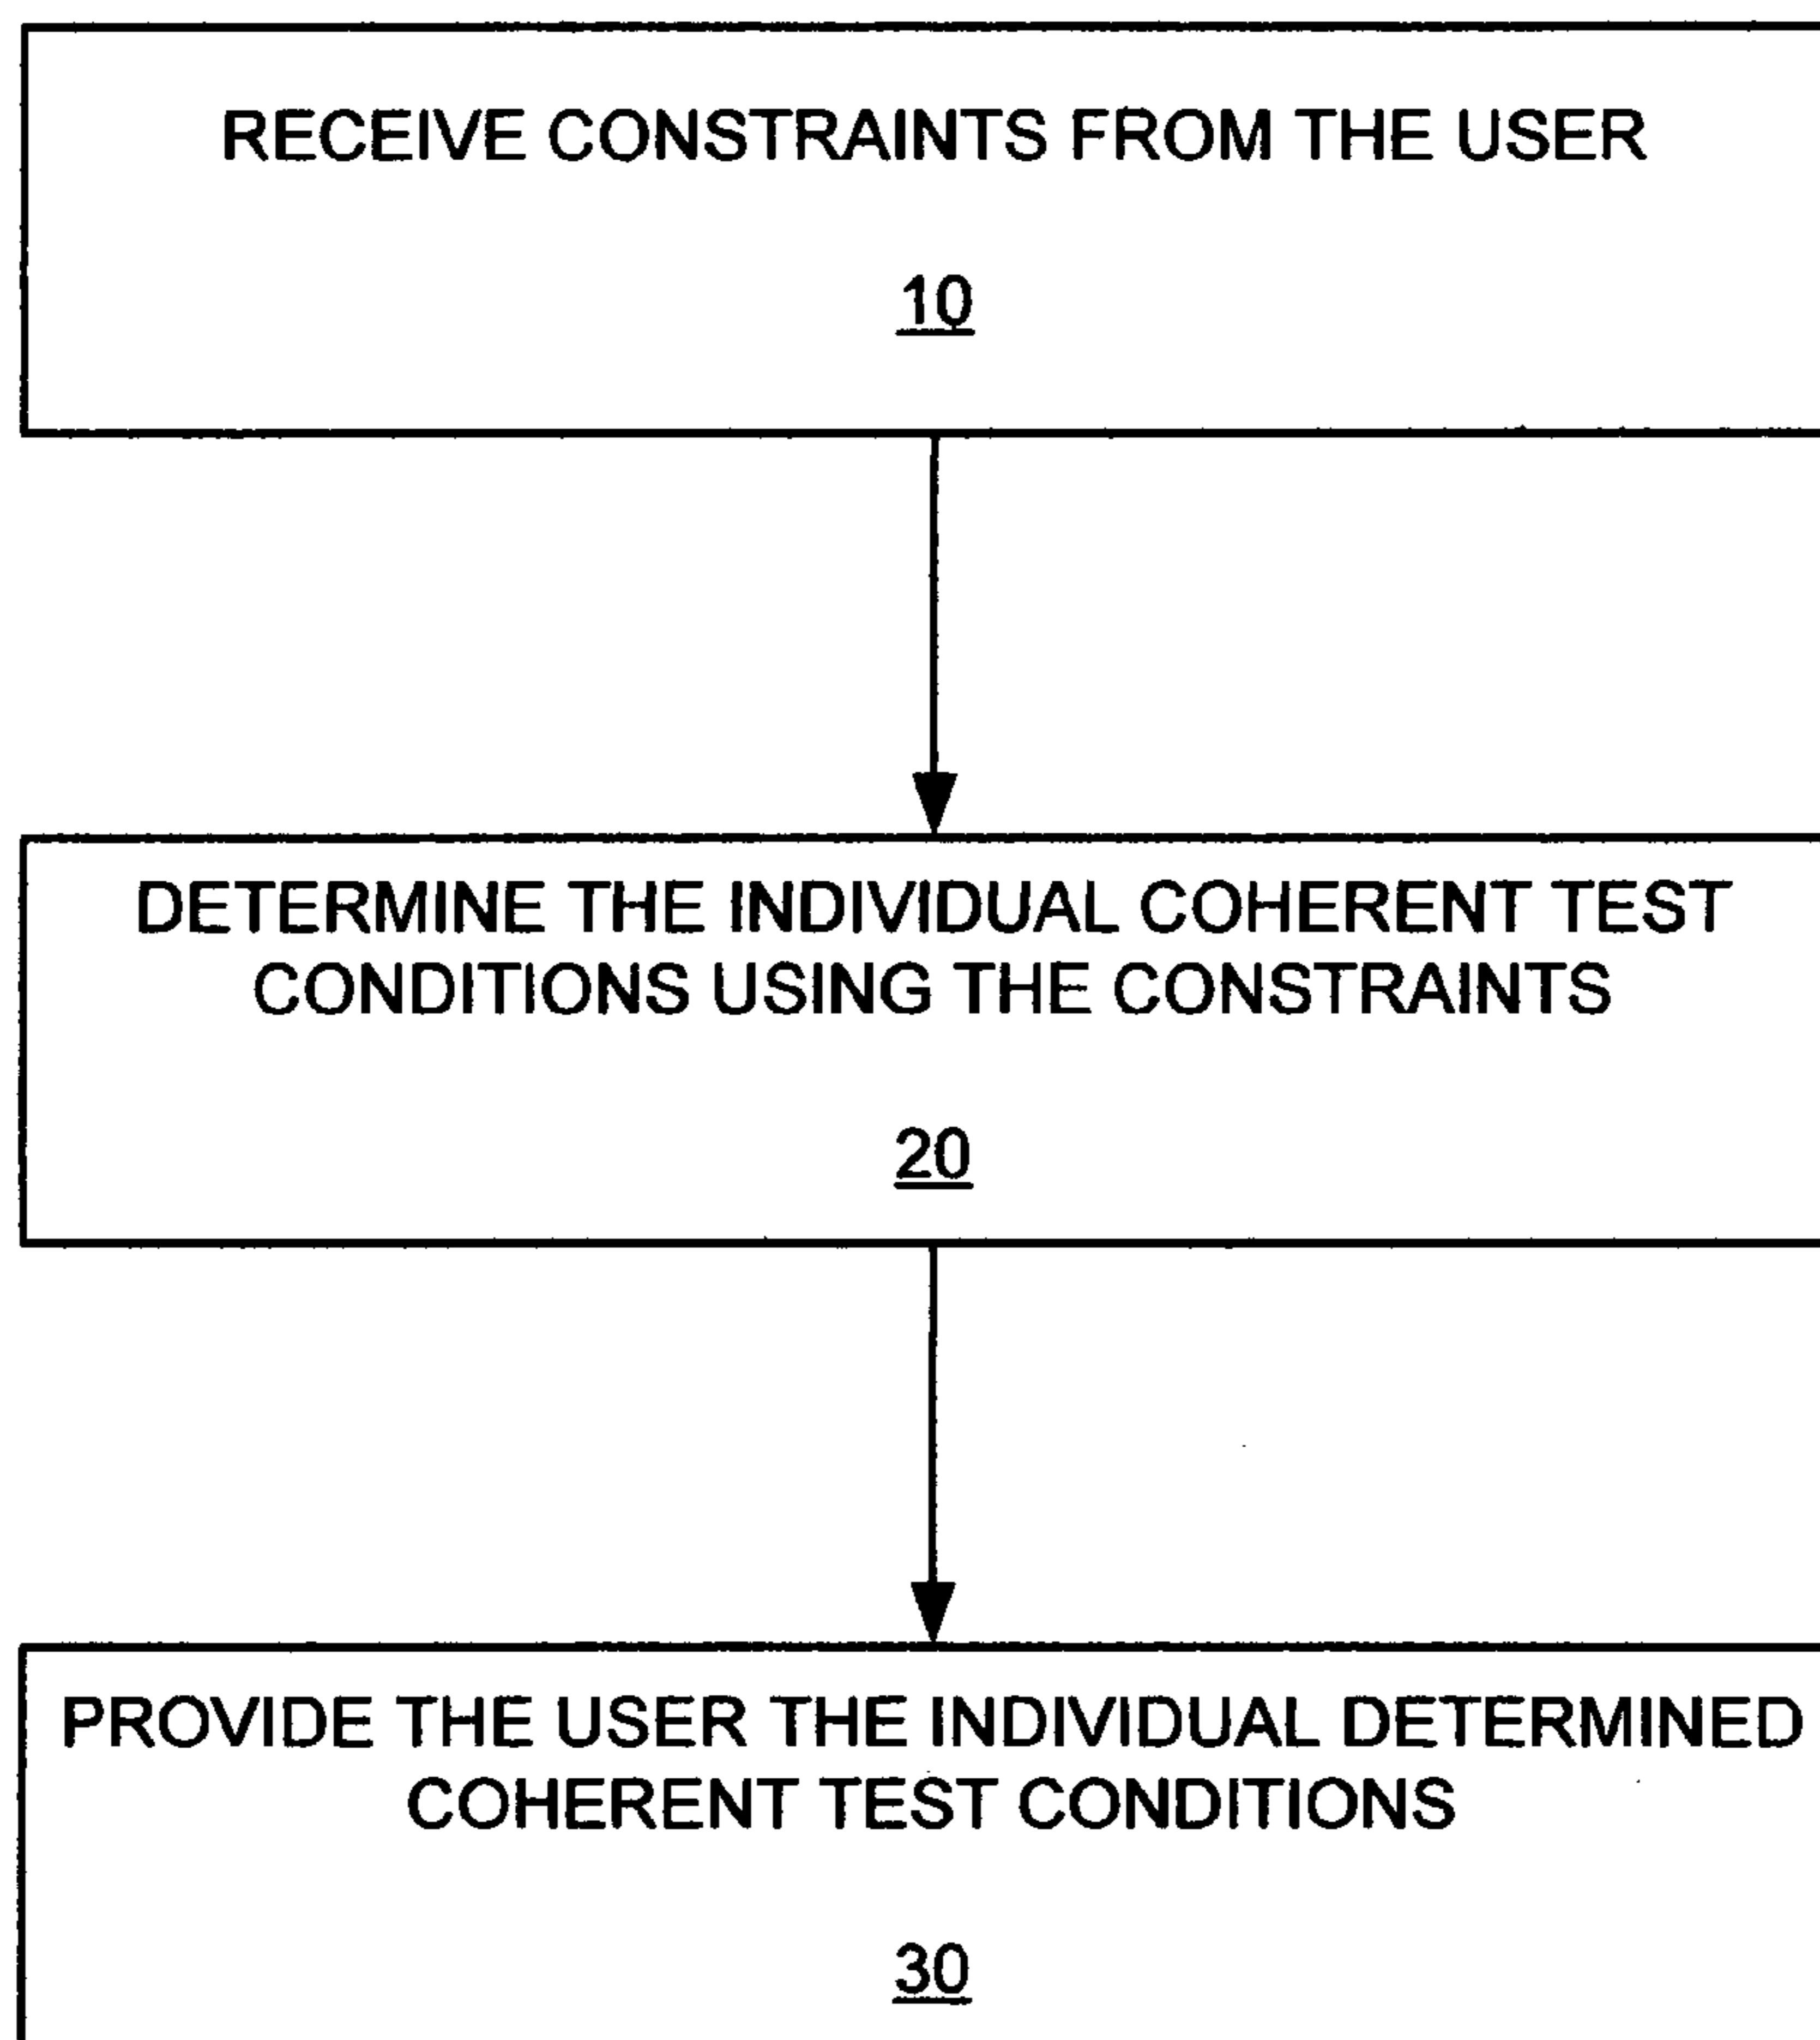 RECEIVE CONSTRAINTS FROM THE USER
10
DETERMINE THE INDIVIDUAL COHERENT TEST
CONDITIONS USING THE CONSTRAINTS
20
PROVIDE THE USER THE INDIVIDUAL DETERMINED
COHERENT TEST CONDITIONS
30